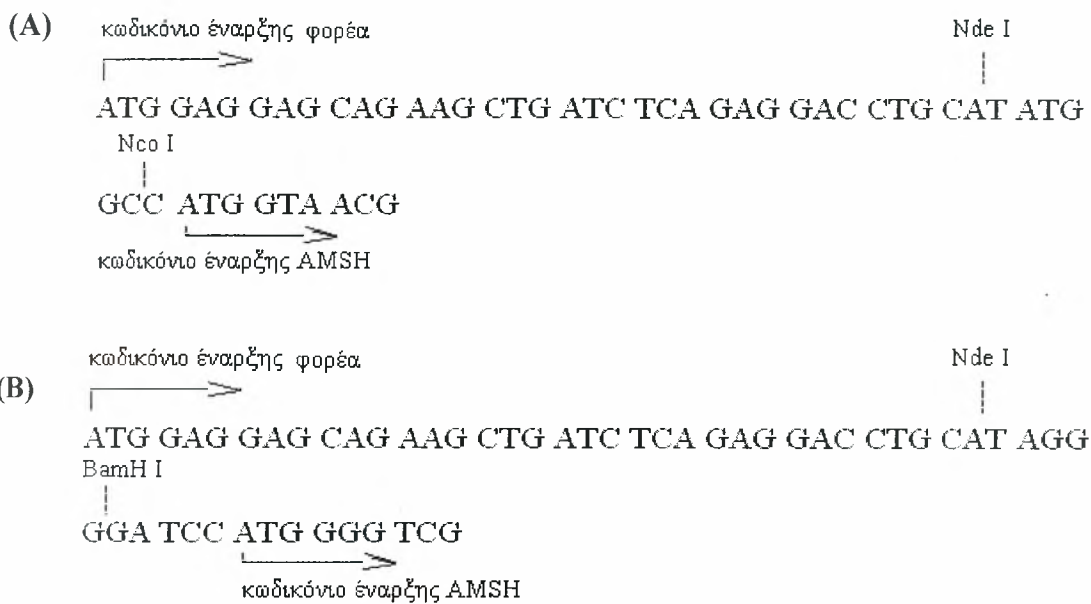 (A) κωδικόνιο έναρξης φορέα Nde I
ATG GAG GAG CAG AAG CTG ATC TCA GAG GAC CTG CAT ATG
Nco I
GCC ATG GTA ACG
κωδικόνιο έναρξης AMSH
(B) κωδικόνιο έναρξης φορέα Nde I
ATG GAG GAG CAG AAG CTG ATC TCA GAG GAC CTG CAT AGG
BamH I
GGA TCC ATG GGG TCG
κωδικόνιο έναρξης AMSH